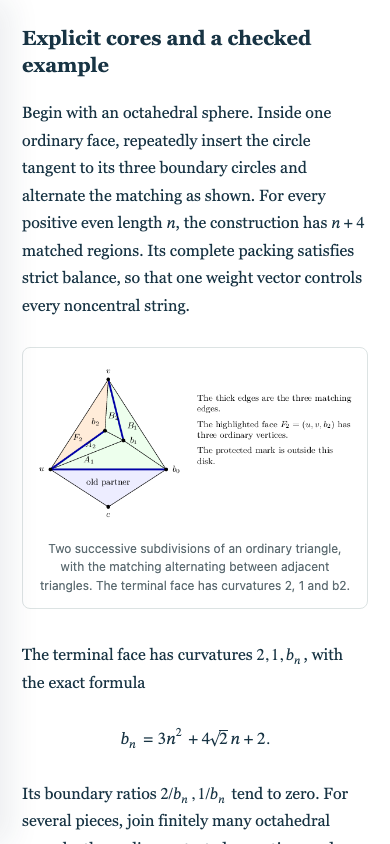 Explicit cores and a checked
example
Begin with an octahedral sphere. Inside one
ordinary face, repeatedly insert the circle
tangent to its three boundary circles and
alternate the matching as shown. For every
positive even length n, the construction has n + 4
matched regions. Its complete packing satisfies
strict balance, so that one weight vector controls
every noncentral string.
v
b₂
B₂
B₁
F₂
A₂
b₁
A₁
u
b₀
old partner
c
The thick edges are the three matching
edges.
The highlighted face F₂ = (u, v, b₂) has
three ordinary vertices.
The protected mark is outside this
disk.
Two successive subdivisions of an ordinary triangle,
with the matching alternating between adjacent
triangles. The terminal face has curvatures 2, 1 and b2.
The terminal face has curvatures 2, 1, bₙ, with
the exact formula
bₙ = 3n² + 4√2 n + 2.
Its boundary ratios 2/bₙ, 1/bₙ tend to zero. For
several pieces, join finitely many octahedral